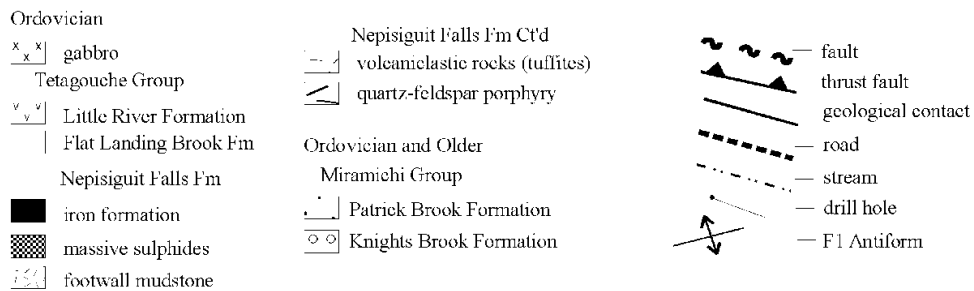 Ordovician
gabbro
Tetagouche Group
Little River Formation
Flat Landing Brook Fm
Nepisiguit Falls Fm
iron formation
massive sulphides
footwall mudstone
Nepisiguit Falls Fm Ct'd
volcaniclastic rocks (tuffites)
quartz-feldspar porphyry
Ordovician and Older
Miramichi Group
Patrick Brook Formation
Knights Brook Formation
fault
thrust fault
geological contact
road
stream
drill hole
F1 Antiform